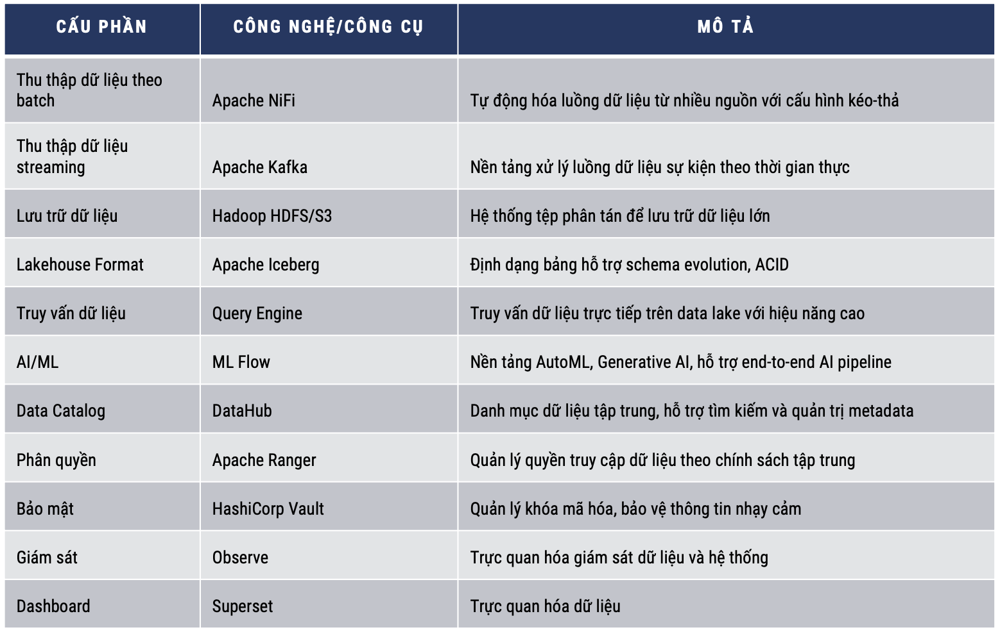 CẤU PHẦN
CÔNG NGHỆ/CÔNG CỤ
MÔ TẢ
Thu thập dữ liệu theo
batch
Apache NiFi
Tự động hóa luồng dữ liệu từ nhiều nguồn với cấu hình kéo-thả
Thu thập dữ liệu
streaming
Apache Kafka
Nền tảng xử lý luồng dữ liệu sự kiện theo thời gian thực
Lưu trữ dữ liệu
Hadoop HDFS/S3
Hệ thống tệp phân tán để lưu trữ dữ liệu lớn
Lakehouse Format
Apache Iceberg
Định dạng bảng hỗ trợ schema evolution, ACID
Truy vấn dữ liệu
Query Engine
Truy vấn dữ liệu trực tiếp trên data lake với hiệu năng cao
AI/ML
ML Flow
Nền tảng AutoML, Generative AI, hỗ trợ end-to-end AI pipeline
Data Catalog
DataHub
Danh mục dữ liệu tập trung, hỗ trợ tìm kiếm và quản trị metadata
Phân quyền
Apache Ranger
Quản lý quyền truy cập dữ liệu theo chính sách tập trung
Bảo mật
HashiCorp Vault
Quản lý khóa mã hóa, bảo vệ thông tin nhạy cảm
Giám sát
Observe
Trực quan hóa giám sát dữ liệu và hệ thống
Dashboard
Superset
Trực quan hóa dữ liệu